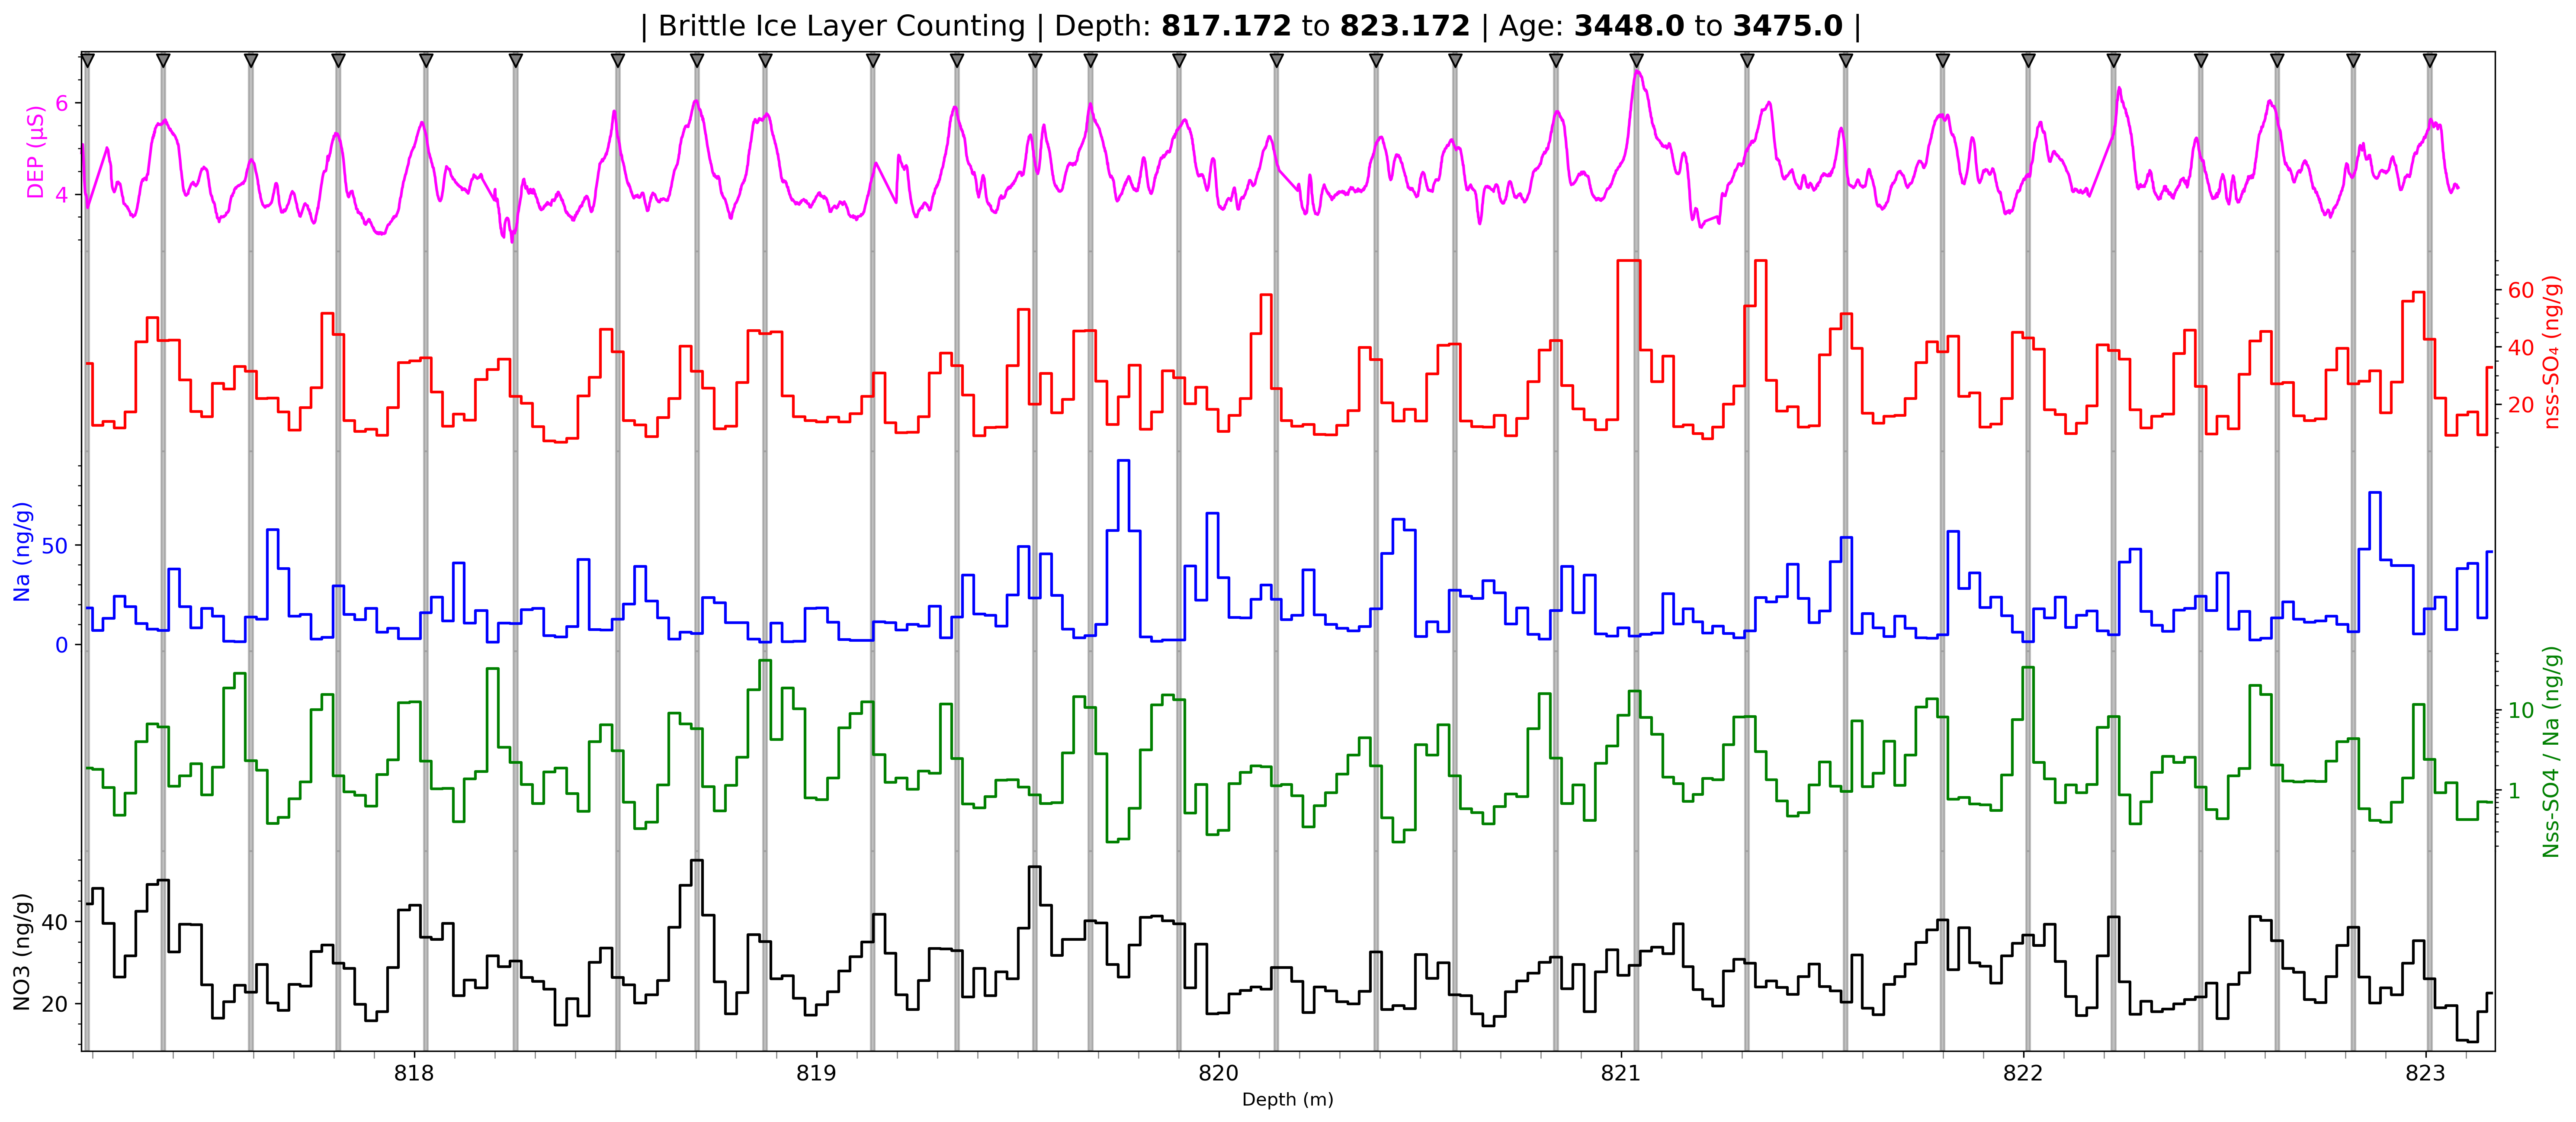 | Brittle Ice Layer Counting | Depth: 817.172 to 823.172 | Age: 3448.0 to 3475.0 |
DEP (μS)
6
4
nss-SO₄ (ng/g)
60
40
20
Na (ng/g)
50
0
Nss-SO4 / Na (ng/g)
10
1
NO3 (ng/g)
40
20
818
819
820
821
822
823
Depth (m)